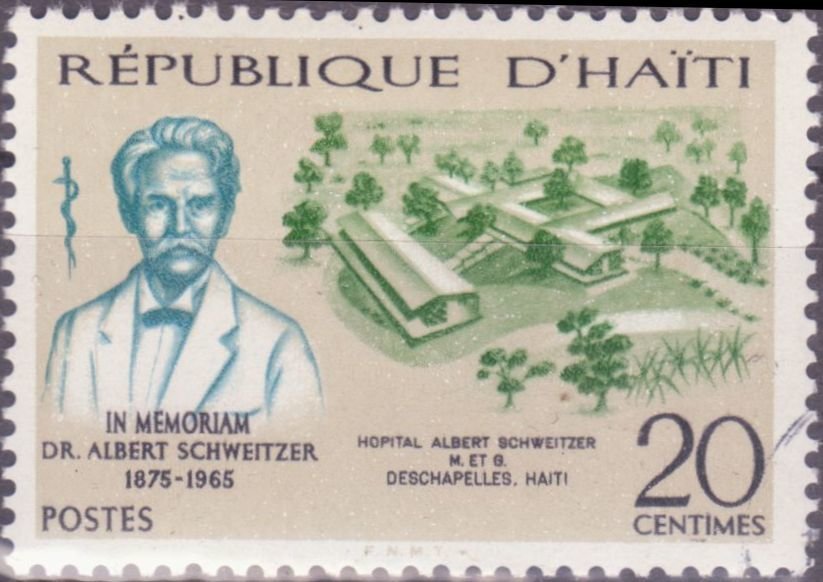 RÉPUBLIQUE D'HAÏTI
IN MEMORIAM
DR. ALBERT SCHWEITZER
1875-1965
POSTES
HOPITAL ALBERT SCHWEITZER
M. ET G.
DESCHAPELLES, HAITI
20
CENTIMES
F.N.M.T.